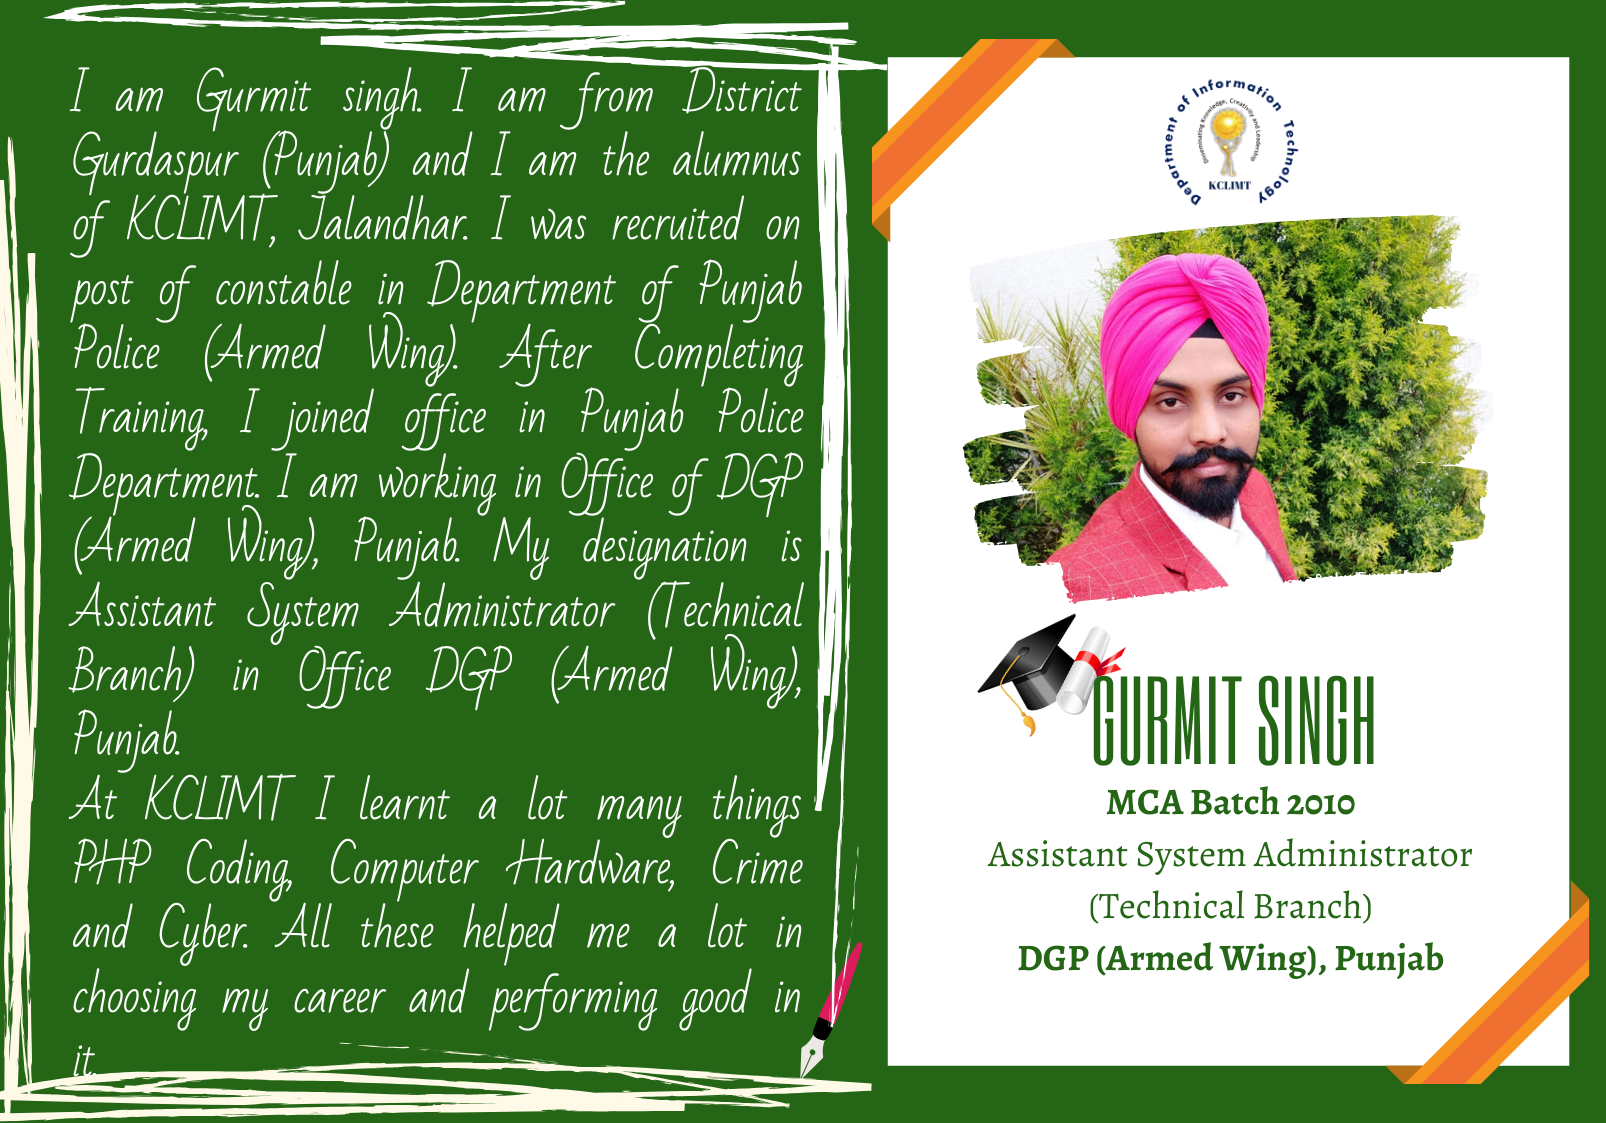 I am Gurmit singh. I am from District
Gurdaspur (Punjab) and I am the alumnus
of KCLIMT, Jalandhar. I was recruited on
post of constable in Department of Punjab
Police (Armed Wing). After Completing
Training, I joined office in Punjab Police
Department. I am working in Office of DGP
(Armed Wing), Punjab. My designation is
Assistant System Administrator (Technical
Branch) in Office DGP (Armed Wing),
Punjab.
At KCLIMT I learnt a lot many things
PHP Coding, Computer Hardware, Crime
and Cyber. All these helped me a lot in
choosing my career and performing good in
it.
Department of Information Technology
Disseminating Knowledge, Creativity and Leadership
KCLIMT
GURMIT SINGH
MCA Batch 2010
Assistant System Administrator
(Technical Branch)
DGP (Armed Wing), Punjab